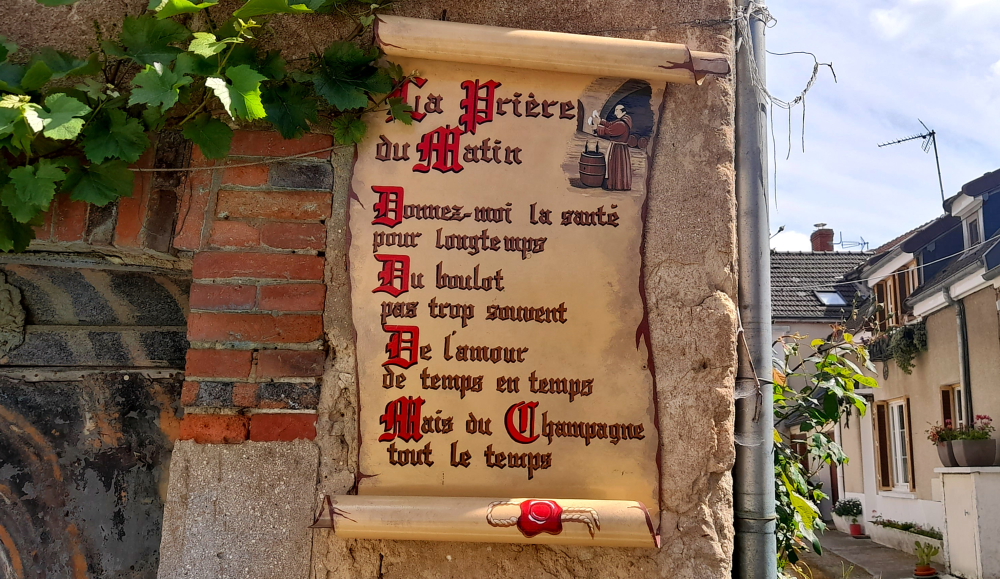 La Prière
du Matin
Donnez-moi la santé
pour longtemps
Du boulot
pas trop souvent
De l'amour
de temps en temps
Mais du Champagne
tout le temps